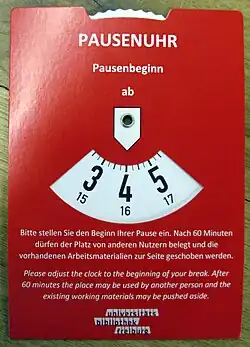 PAUSENUHR
Pausenbeginn
ab
3 4 5
15 16 17
Bitte stellen Sie den Beginn Ihrer Pause ein. Nach 60 Minuten
dürfen der Platz von anderen Nutzern belegt und die
vorhandenen Arbeitsmaterialien zur Seite geschoben werden.
Please adjust the clock to the beginning of your break. After
60 minutes the place may be used by another person and the
existing working materials may be pushed aside.
universitäts
bibliothek
freiburg